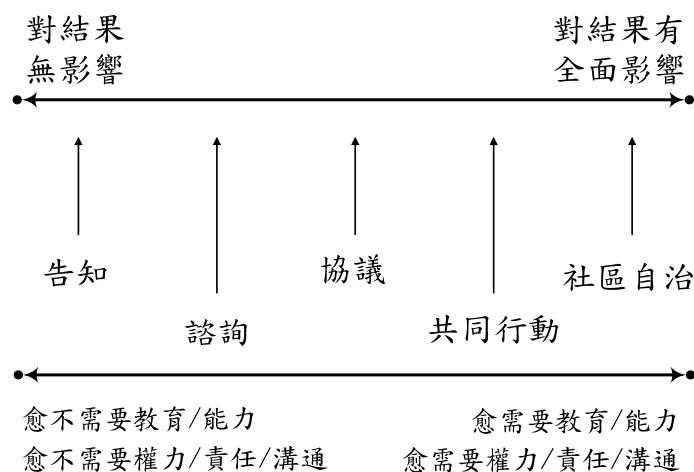 對結果
無影響
對結果有
全面影響
告知
諮詢
協議
共同行動
社區自治
愈不需要教育/能力
愈不需要權力/責任/溝通
愈需要教育/能力
愈需要權力/責任/溝通